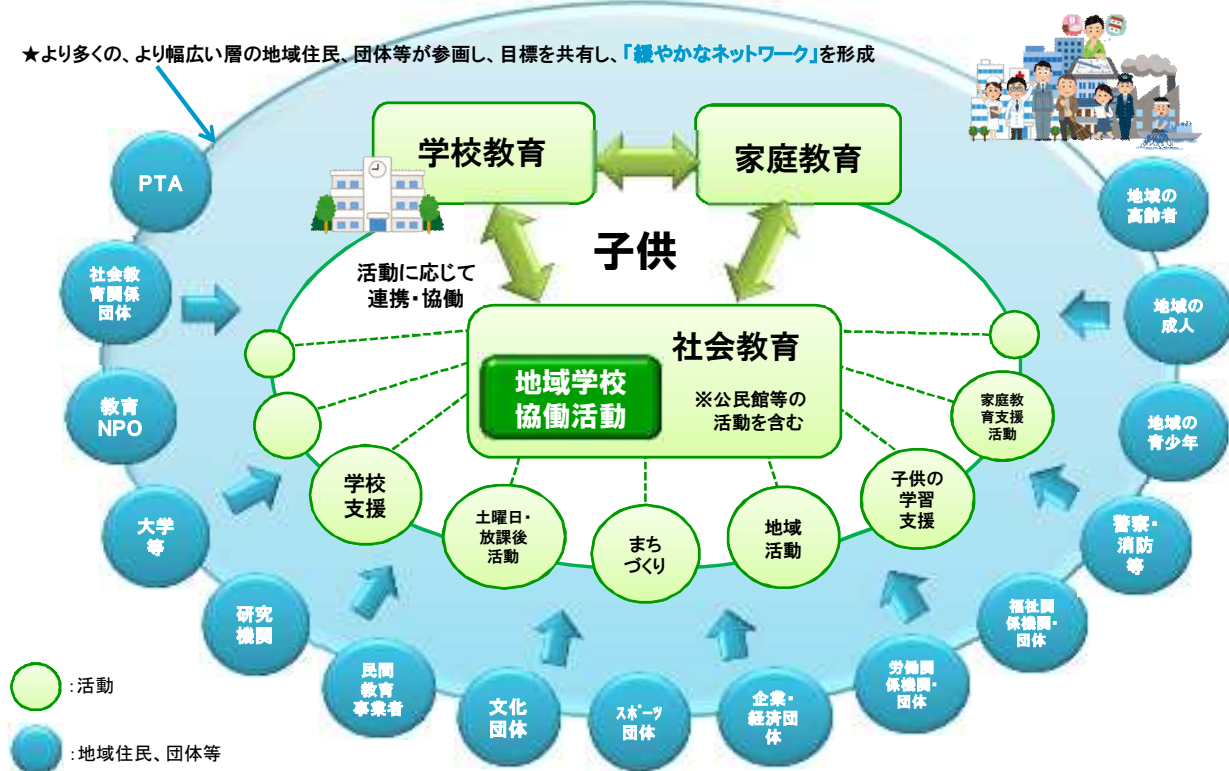 ★より多くの、より幅広い層の地域住民、団体等が参画し、目標を共有し、「緩やかなネットワーク」を形成
学校教育
家庭教育
子供
活動に応じて
連携・協働
社会教育
地域学校
協働活動
※公民館等の
活動を含む
学校
支援
土曜日・
放課後
活動
まち
づくり
地域
活動
子供の
学習
支援
家庭教
育支援
活動
PTA
社会教
育関係
団体
教育
NPO
大学
等
研究
機関
民間
教育
事業者
文化
団体
スポーツ
団体
企業・
経済団
体
労働関
係機関・
団体
福祉関
係機関・
団体
警察・
消防
等
地域の
青少年
地域の
成人
地域の
高齢者
:活動
:地域住民、団体等